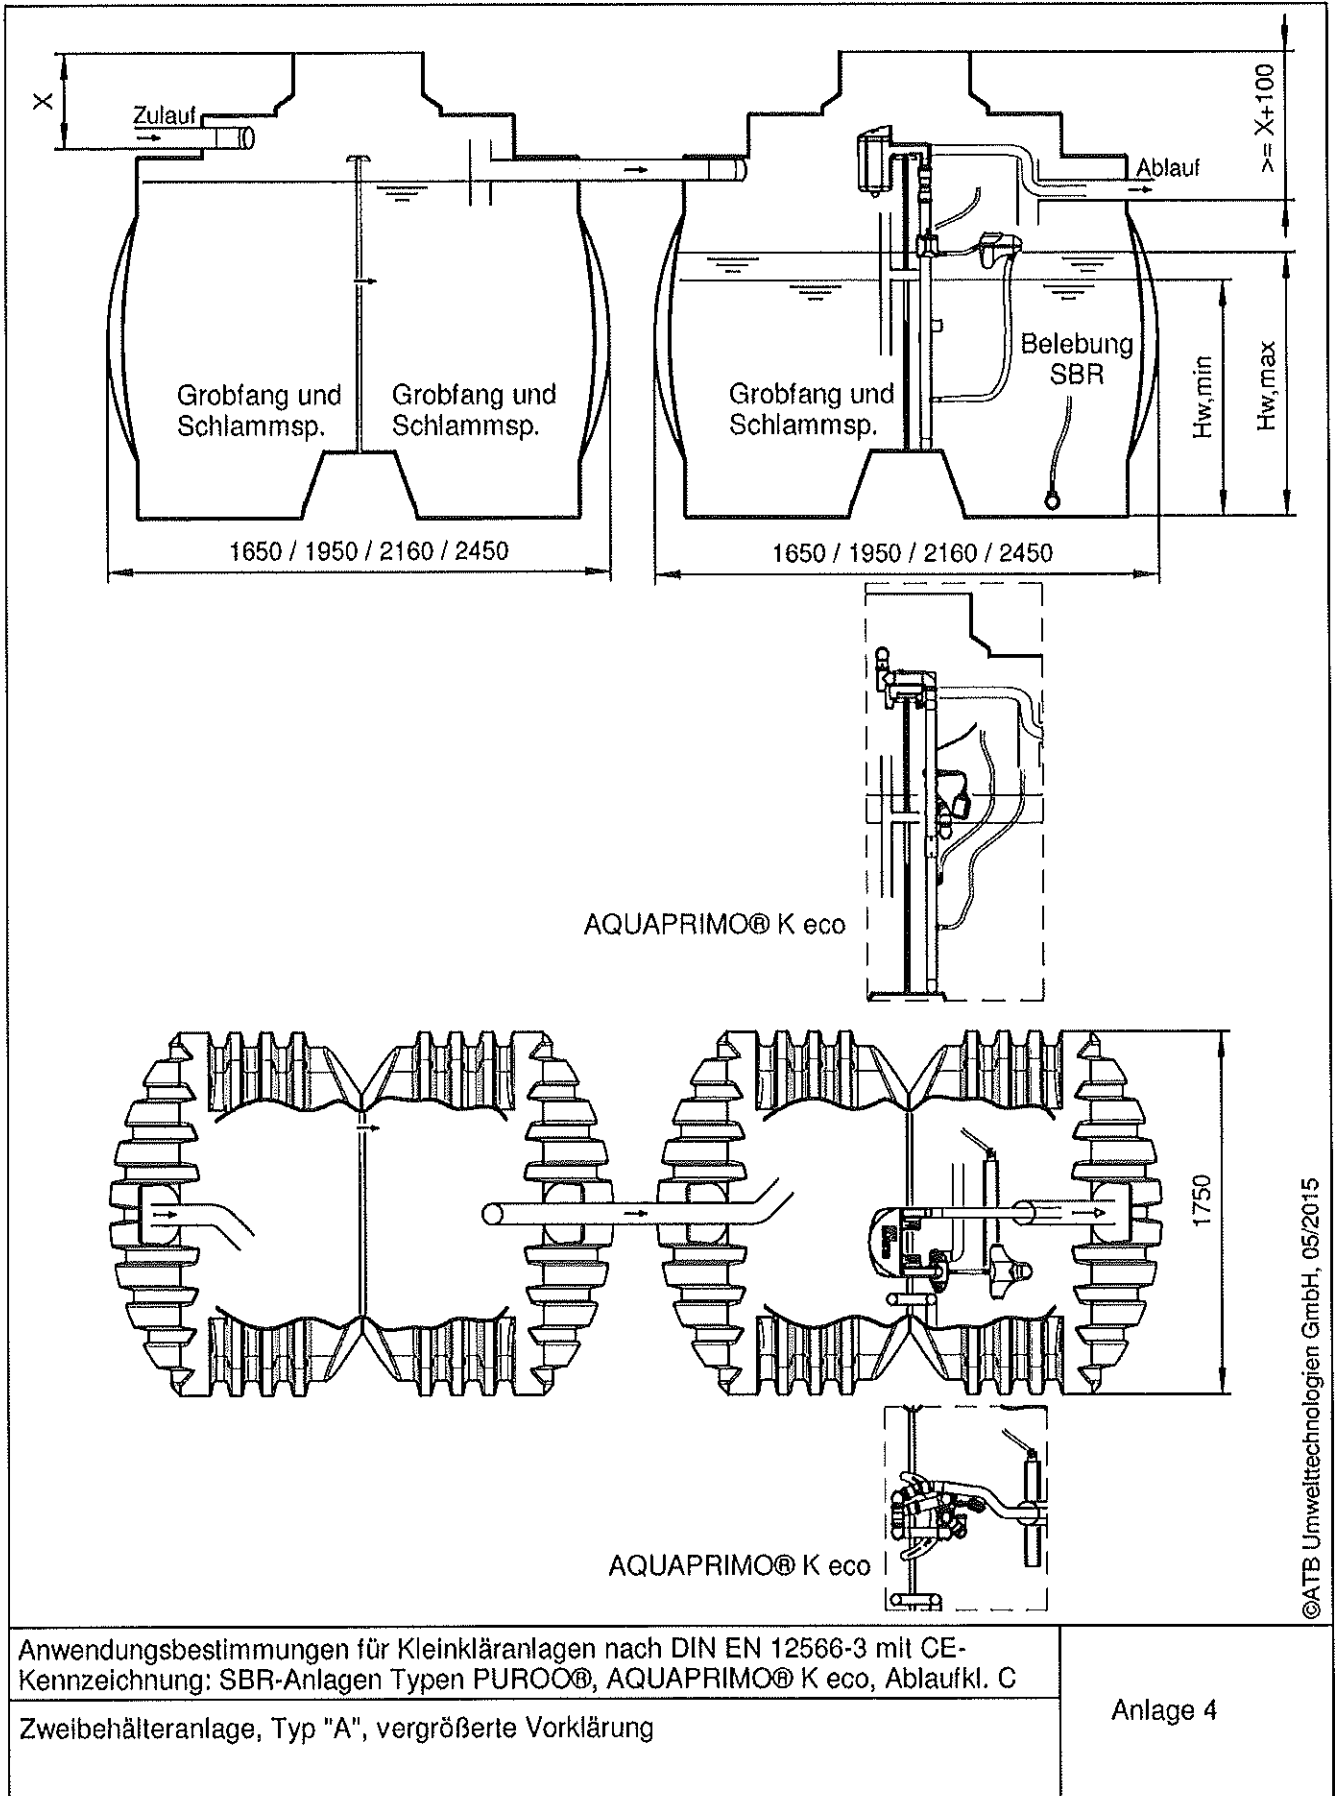 X
Zulauf
>= X+100
Ablauf
Grobfang und
Schlammsp.
Grobfang und
Schlammsp.
Grobfang und
Schlammsp.
Belebung
SBR
Hw,min
Hw,max
1650 / 1950 / 2160 / 2450
1650 / 1950 / 2160 / 2450
AQUAPRIMO® K eco
1750
AQUAPRIMO® K eco
©ATB Umwelttechnologien GmbH, 05/2015
Anwendungsbestimmungen für Kleinkläranlagen nach DIN EN 12566-3 mit CE-
Kennzeichnung: SBR-Anlagen Typen PUROO®, AQUAPRIMO® K eco, Ablaufkl. C
Zweibehälteranlage, Typ "A", vergrößerte Vorklärung
Anlage 4